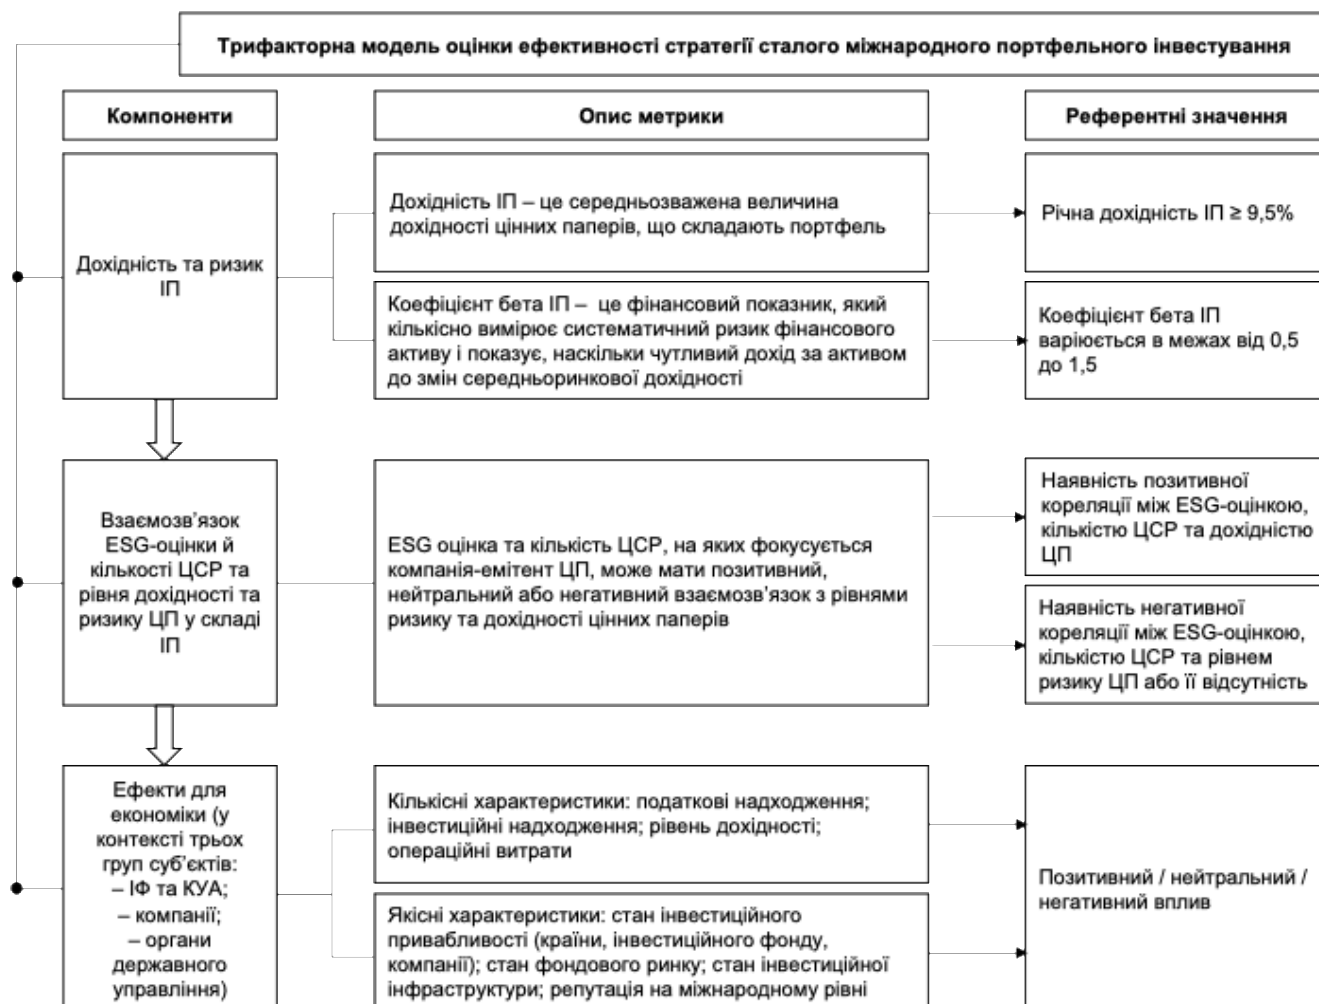 Трифакторна модель оцінки ефективності стратегії сталого міжнародного портфельного інвестування
Компоненти
Опис метрики
Референтні значення
Дохідність та ризик
ІП
Дохідність ІП – це середньозважена величина
дохідності цінних паперів, що складають портфель
Річна дохідність ІП ≥ 9,5%
Коефіцієнт бета ІП – це фінансовий показник, який
кількісно вимірює систематичний ризик фінансового
активу і показує, наскільки чутливий дохід за активом
до змін середньоринкової дохідності
Коефіцієнт бета ІП
варіюється в межах від 0,5
до 1,5
Взаємозв’язок
ESG-оцінки й
кількості ЦСР та
рівня дохідності та
ризику ЦП у складі
ІП
ESG оцінка та кількість ЦСР, на яких фокусується
компанія-емітент ЦП, може мати позитивний,
нейтральний або негативний взаємозв’язок з рівнями
ризику та дохідності цінних паперів
Наявність позитивної
кореляції між ESG-оцінкою,
кількістю ЦСР та дохідністю
ЦП
Наявність негативної
кореляції між ESG-оцінкою,
кількістю ЦСР та рівнем
ризику ЦП або її відсутність
Ефекти для
економіки (у
контексті трьох
груп суб’єктів:
– ІФ та КУА;
– компанії;
– органи
державного
управління)
Кількісні характеристики: податкові надходження;
інвестиційні надходження; рівень дохідності;
операційні витрати
Якісні характеристики: стан інвестиційного
привабливості (країни, інвестиційного фонду,
компанії); стан фондового ринку; стан інвестиційної
інфраструктури; репутація на міжнародному рівні
Позитивний / нейтральний /
негативний вплив